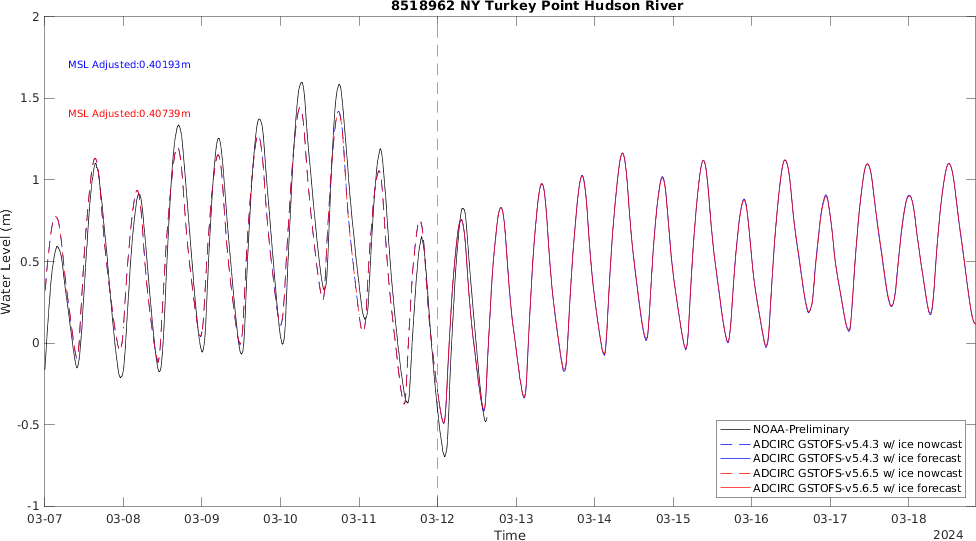 8518962 NY Turkey Point Hudson River
MSL Adjusted:0.40193m
MSL Adjusted:0.40739m
Water Level (m)
2
1.5
1
0.5
0
-0.5
-1
NOAA-Preliminary
ADCIRC GSTOFS-v5.4.3 w/ ice nowcast
ADCIRC GSTOFS-v5.4.3 w/ ice forecast
ADCIRC GSTOFS-v5.6.5 w/ ice nowcast
ADCIRC GSTOFS-v5.6.5 w/ ice forecast
03-07 03-08 03-09 03-10 03-11 03-12 03-13 03-14 03-15 03-16 03-17 03-18
Time
2024